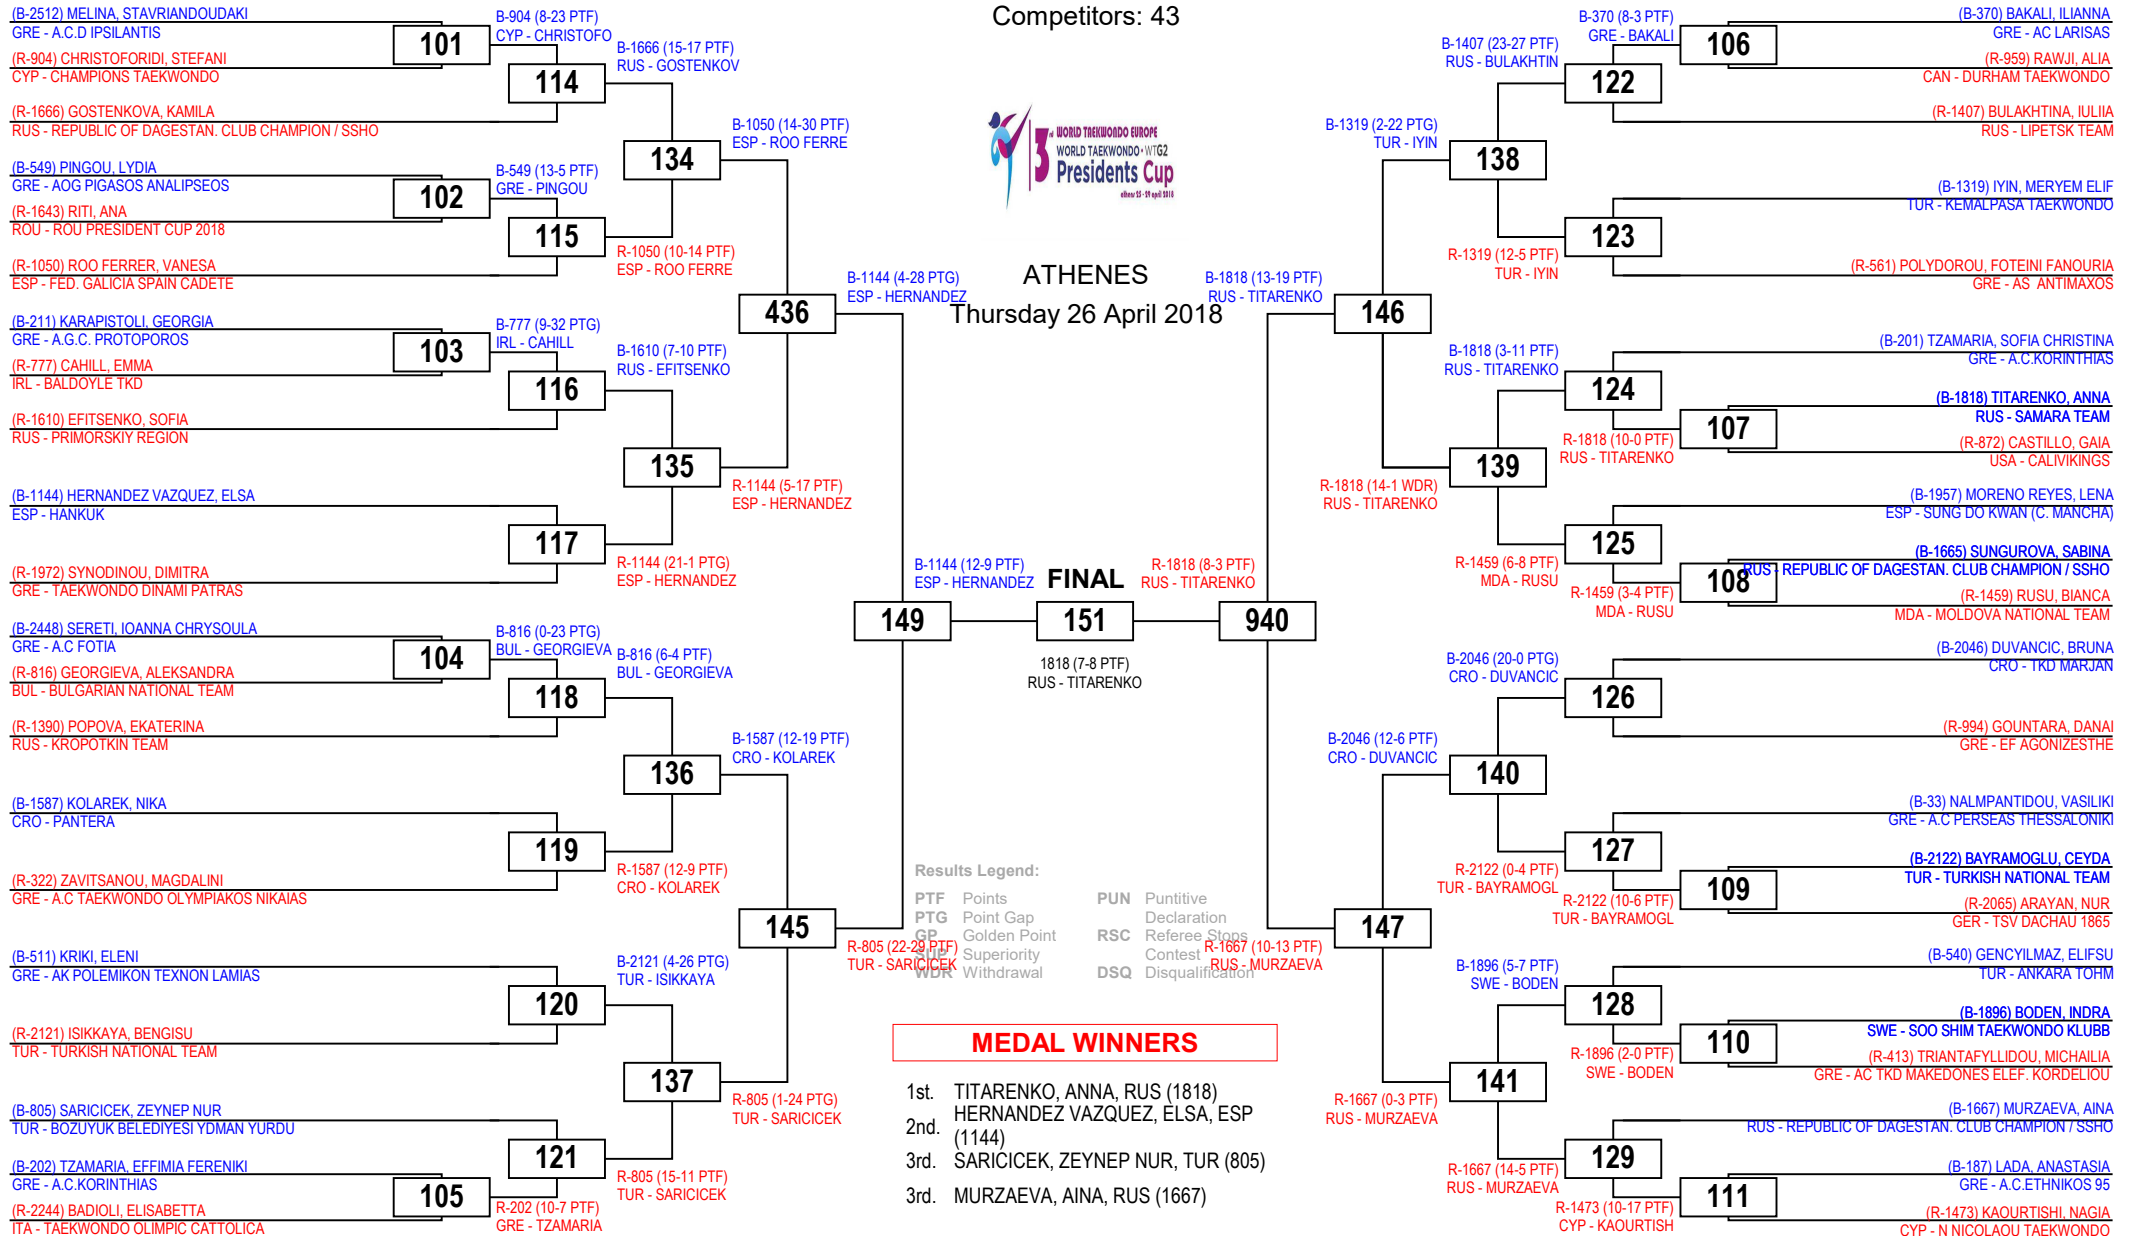 Competitors: 43
3rd WORLD TAEKWONDO EUROPE
WORLD TAEKWONDO • WTG2
Presidents Cup
athens 25 - 29 april 2018
ATHENES
Thursday 26 April 2018
(B-2512) MELINA, STAVRIANDOUDAKI
GRE - A.C.D IPSILANTIS
(R-904) CHRISTOFORIDI, STEFANI
CYP - CHAMPIONS TAEKWONDO
(R-1666) GOSTENKOVA, KAMILA
RUS - REPUBLIC OF DAGESTAN. CLUB CHAMPION / SSHO
(B-549) PINGOU, LYDIA
GRE - AOG PIGASOS ANALIPSEOS
(R-1643) RITI, ANA
ROU - ROU PRESIDENT CUP 2018
(R-1050) ROO FERRER, VANESA
ESP - FED. GALICIA SPAIN CADETE
(B-211) KARAPISTOLI, GEORGIA
GRE - A.G.C. PROTOPOROS
(R-777) CAHILL, EMMA
IRL - BALDOYLE TKD
(R-1610) EFITSENKO, SOFIA
RUS - PRIMORSKIY REGION
(B-1144) HERNANDEZ VAZQUEZ, ELSA
ESP - HANKUK
(R-1972) SYNODINOU, DIMITRA
GRE - TAEKWONDO DINAMI PATRAS
(B-2448) SERETI, IOANNA CHRYSOULA
GRE - A.C FOTIA
(R-816) GEORGIEVA, ALEKSANDRA
BUL - BULGARIAN NATIONAL TEAM
(R-1390) POPOVA, EKATERINA
RUS - KROPOTKIN TEAM
(B-1587) KOLAREK, NIKA
CRO - PANTERA
(R-322) ZAVITSANOU, MAGDALINI
GRE - A.C TAEKWONDO OLYMPIAKOS NIKAIAS
(B-511) KRIKI, ELENI
GRE - AK POLEMIKON TEXNON LAMIAS
(R-2121) ISIKKAYA, BENGISU
TUR - TURKISH NATIONAL TEAM
(B-805) SARICICEK, ZEYNEP NUR
TUR - BOZUYUK BELEDIYESI YDMAN YURDU
(B-202) TZAMARIA, EFFIMIA FERENIKI
GRE - A.C.KORINTHIAS
(R-2244) BADIOLI, ELISABETTA
ITA - TAEKWONDO OLIMPIC CATTOLICA
101
102
103
104
105
B-904 (8-23 PTF)
CYP - CHRISTOFO
114
B-549 (13-5 PTF)
GRE - PINGOU
115
B-777 (9-32 PTG)
IRL - CAHILL
116
117
B-816 (0-23 PTG)
BUL - GEORGIEVA
118
119
120
121
R-202 (10-7 PTF)
GRE - TZAMARIA
B-1666 (15-17 PTF)
RUS - GOSTENKOV
134
R-1050 (10-14 PTF)
ESP - ROO FERRE
B-1610 (7-10 PTF)
RUS - EFITSENKO
135
R-1144 (21-1 PTG)
ESP - HERNANDEZ
B-816 (6-4 PTF)
BUL - GEORGIEVA
136
R-1587 (12-9 PTF)
CRO - KOLAREK
B-2121 (4-26 PTG)
TUR - ISIKKAYA
137
R-805 (15-11 PTF)
TUR - SARICICEK
B-1050 (14-30 PTF)
ESP - ROO FERRE
436
R-1144 (5-17 PTF)
ESP - HERNANDEZ
B-1587 (12-19 PTF)
CRO - KOLAREK
145
R-805 (1-24 PTG)
TUR - SARICICEK
B-1144 (4-28 PTG)
ESP - HERNANDEZ
149
R-805 (22-29 PTF)
TUR - SARICICEK
B-1144 (12-9 PTF)
ESP - HERNANDEZ
FINAL
151
1818 (7-8 PTF)
RUS - TITARENKO
R-1818 (8-3 PTF)
RUS - TITARENKO
940
B-1818 (13-19 PTF)
RUS - TITARENKO
R-1667 (10-13 PTF)
RUS - MURZAEVA
B-1319 (2-22 PTG)
TUR - IYIN
146
R-1818 (14-1 WDR)
RUS - TITARENKO
B-2046 (12-6 PTF)
CRO - DUVANCIC
147
R-1667 (0-3 PTF)
RUS - MURZAEVA
B-1407 (23-27 PTF)
RUS - BULAKHTIN
138
R-1319 (12-5 PTF)
TUR - IYIN
B-1818 (3-11 PTF)
RUS - TITARENKO
139
R-1459 (6-8 PTF)
MDA - RUSU
B-2046 (20-0 PTG)
CRO - DUVANCIC
140
R-2122 (0-4 PTF)
TUR - BAYRAMOGL
B-1896 (5-7 PTF)
SWE - BODEN
141
R-1667 (14-5 PTF)
RUS - MURZAEVA
B-370 (8-3 PTF)
GRE - BAKALI
122
123
124
R-1818 (10-0 PTF)
RUS - TITARENKO
125
R-1459 (3-4 PTF)
MDA - RUSU
126
127
R-2122 (10-6 PTF)
TUR - BAYRAMOGL
128
R-1896 (2-0 PTF)
SWE - BODEN
129
R-1473 (10-17 PTF)
CYP - KAOURTISH
106
107
108
109
110
111
(B-370) BAKALI, ILIANNA
GRE - AC LARISAS
(R-959) RAWJI, ALIA
CAN - DURHAM TAEKWONDO
(R-1407) BULAKHTINA, IULIIA
RUS - LIPETSK TEAM
(B-1319) IYIN, MERYEM ELIF
TUR - KEMALPASA TAEKWONDO
(R-561) POLYDOROU, FOTEINI FANOURIA
GRE - AS ANTIMAXOS
(B-201) TZAMARIA, SOFIA CHRISTINA
GRE - A.C.KORINTHIAS
(B-1818) TITARENKO, ANNA
RUS - SAMARA TEAM
(R-872) CASTILLO, GAIA
USA - CALIVIKINGS
(B-1957) MORENO REYES, LENA
ESP - SUNG DO KWAN (C. MANCHA)
(B-1665) SUNGUROVA, SABINA
RUS - REPUBLIC OF DAGESTAN. CLUB CHAMPION / SSHO
(R-1459) RUSU, BIANCA
MDA - MOLDOVA NATIONAL TEAM
(B-2046) DUVANCIC, BRUNA
CRO - TKD MARJAN
(R-994) GOUNTARA, DANAI
GRE - EF AGONIZESTHE
(B-33) NALMPANTIDOU, VASILIKI
GRE - A.C PERSEAS THESSALONIKI
(B-2122) BAYRAMOGLU, CEYDA
TUR - TURKISH NATIONAL TEAM
(R-2065) ARAYAN, NUR
GER - TSV DACHAU 1865
(B-540) GENCYILMAZ, ELIFSU
TUR - ANKARA TOHM
(B-1896) BODEN, INDRA
SWE - SOO SHIM TAEKWONDO KLUBB
(R-413) TRIANTAFYLLIDOU, MICHAILIA
GRE - AC TKD MAKEDONES ELEF. KORDELIOU
(B-1667) MURZAEVA, AINA
RUS - REPUBLIC OF DAGESTAN. CLUB CHAMPION / SSHO
(B-187) LADA, ANASTASIA
GRE - A.C.ETHNIKOS 95
(R-1473) KAOURTISHI, NAGIA
CYP - N NICOLAOU TAEKWONDO
Results Legend:
PTF Points
PTG Point Gap
GP Golden Point
SUP Superiority
WDR Withdrawal
PUN Puntitive
Declaration
RSC Referee Stops
Contest
DSQ Disqualification
MEDAL WINNERS
1st. TITARENKO, ANNA, RUS (1818)
2nd. HERNANDEZ VAZQUEZ, ELSA, ESP
(1144)
3rd. SARICICEK, ZEYNEP NUR, TUR (805)
3rd. MURZAEVA, AINA, RUS (1667)